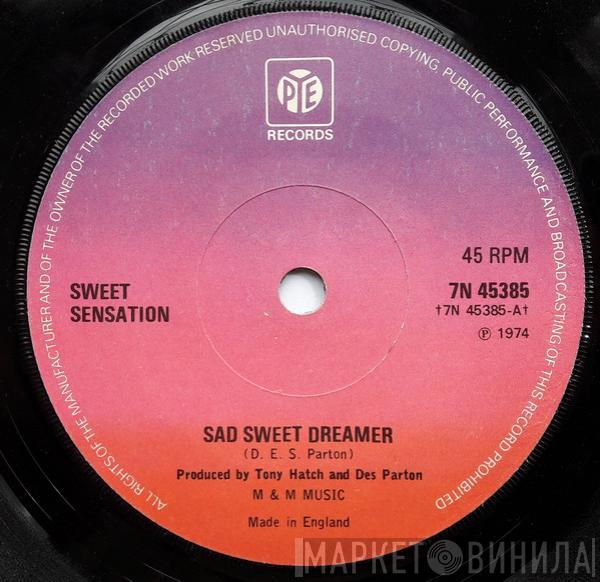 ALL RIGHTS OF THE MANUFACTURER AND OF THE OWNER OF THE RECORDED WORK RESERVED UNAUTHORISED COPYING, PUBLIC PERFORMANCE AND BROADCASTING OF THIS RECORD PROHIBITED
PYE
RECORDS
45 RPM
SWEET
SENSATION
7N 45385
†7N 45385-A†
℗ 1974
SAD SWEET DREAMER
(D. E. S. Parton)
Produced by Tony Hatch and Des Parton
M & M MUSIC
Made in England
МАРКЕТ ВИНИЛА